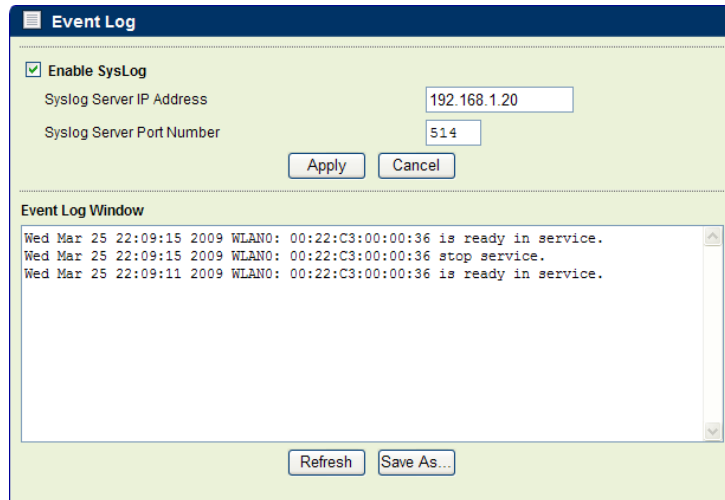 Event Log
Enable SysLog
Syslog Server IP Address 192.168.1.20
Syslog Server Port Number 514
Apply Cancel
Event Log Window
Wed Mar 25 22:09:15 2009 WLAN0: 00:22:C3:00:00:36 is ready in service.
Wed Mar 25 22:09:15 2009 WLAN0: 00:22:C3:00:00:36 stop service.
Wed Mar 25 22:09:11 2009 WLAN0: 00:22:C3:00:00:36 is ready in service.
Refresh Save As...